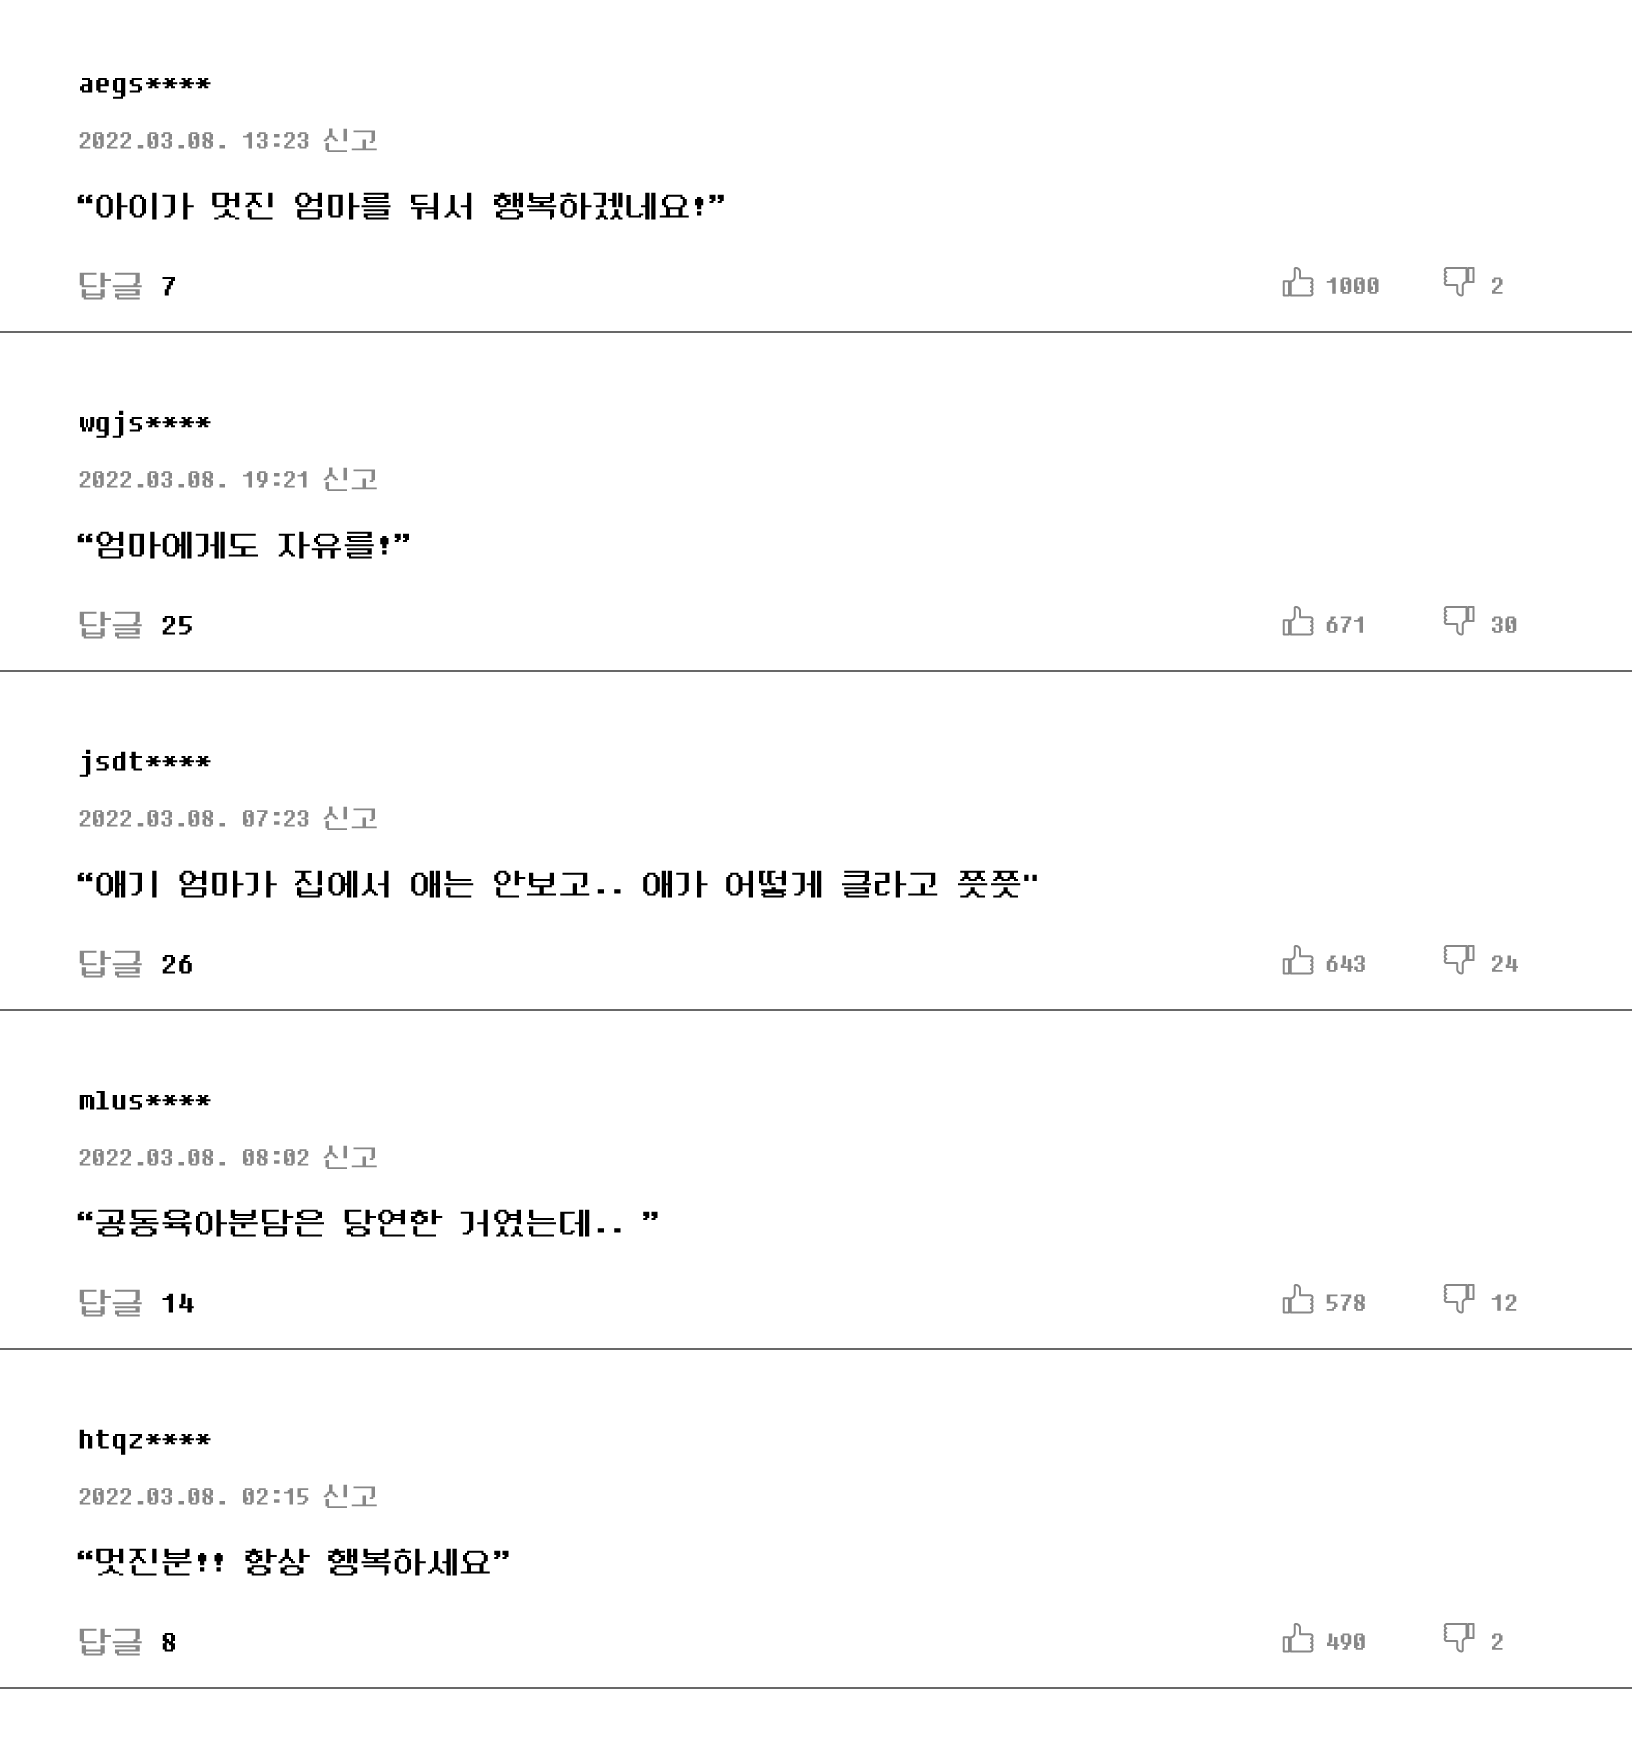 aegs****
2022.03.08. 13:23 신고
“아이가 멋진 엄마를 둬서 행복하겠네요!”
답글 7 1000 2
wgjs****
2022.03.08. 19:21 신고
“엄마에게도 자유를!”
답글 25 671 30
jsdt****
2022.03.08. 07:23 신고
“애기 엄마가 집에서 애는 안보고.. 애가 어떻게 클라고 쯧쯧"
답글 26 643 24
mlus****
2022.03.08. 08:02 신고
“공동육아분담은 당연한 거였는데.. ”
답글 14 578 12
htqz****
2022.03.08. 02:15 신고
“멋진분!! 항상 행복하세요”
답글 8 490 2